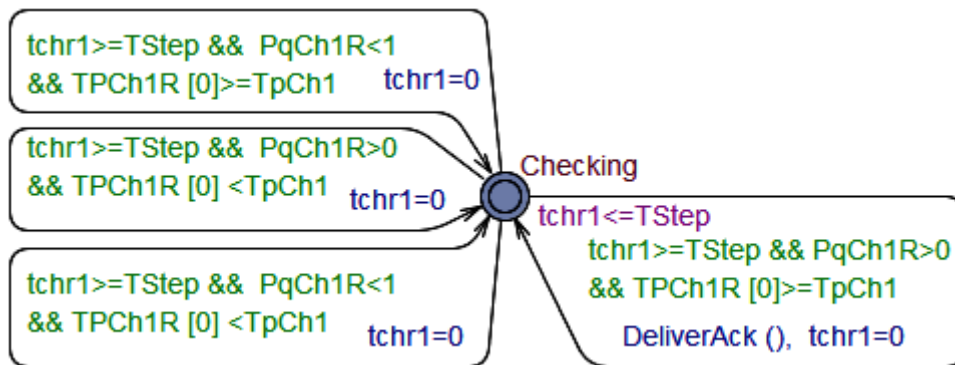 tchr1>=TStep && PqCh1R<1
&& TPCh1R [0]>=TpCh1
tchr1=0
tchr1>=TStep && PqCh1R>0
&& TPCh1R [0] <TpCh1
tchr1=0
tchr1>=TStep && PqCh1R<1
&& TPCh1R [0] <TpCh1
tchr1=0
Checking
tchr1<=TStep
tchr1>=TStep && PqCh1R>0
&& TPCh1R [0]>=TpCh1
DeliverAck (), tchr1=0